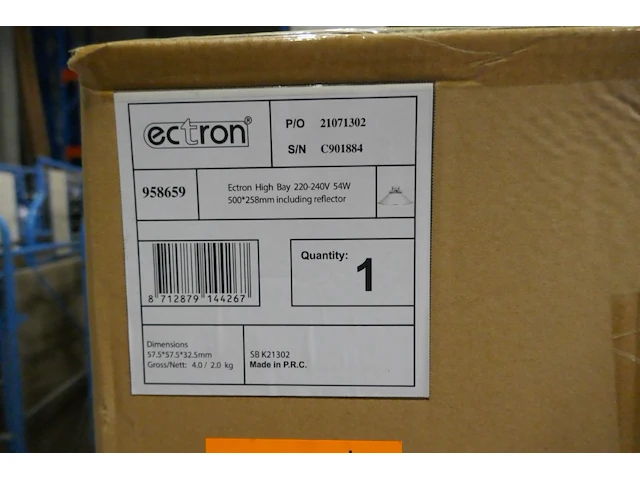 ectron®
P/O 21071302
S/N C901884
958659
Ectron High Bay 220-240V 54W
500*258mm including reflector
8 712879 144267
Quantity: 1
Dimensions
57.5*57.5*32.5mm
Gross/Nett: 4.0 / 2.0 kg
SB K21302
Made in P.R.C.